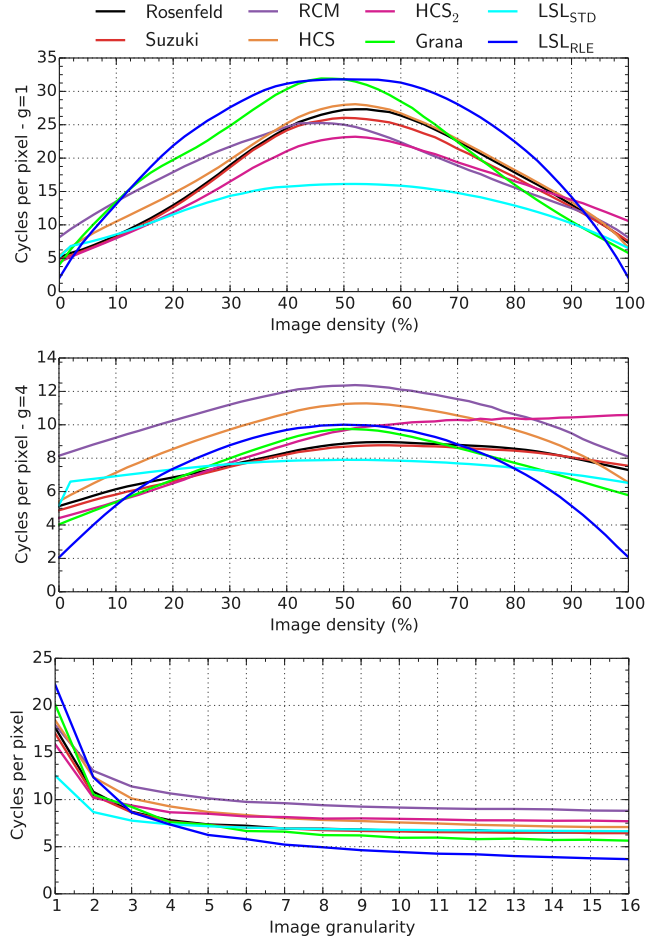 Rosenfeld RCM HCS₂ LSL_STD
Suzuki HCS Grana LSL_RLE
35
30
25
20
15
10
5
0
Cycles per pixel - g=1
0 10 20 30 40 50 60 70 80 90 100
Image density (%)
14
12
10
8
6
4
2
0
Cycles per pixel - g=4
0 10 20 30 40 50 60 70 80 90 100
Image density (%)
25
20
15
10
5
0
Cycles per pixel
1 2 3 4 5 6 7 8 9 10 11 12 13 14 15 16
Image granularity